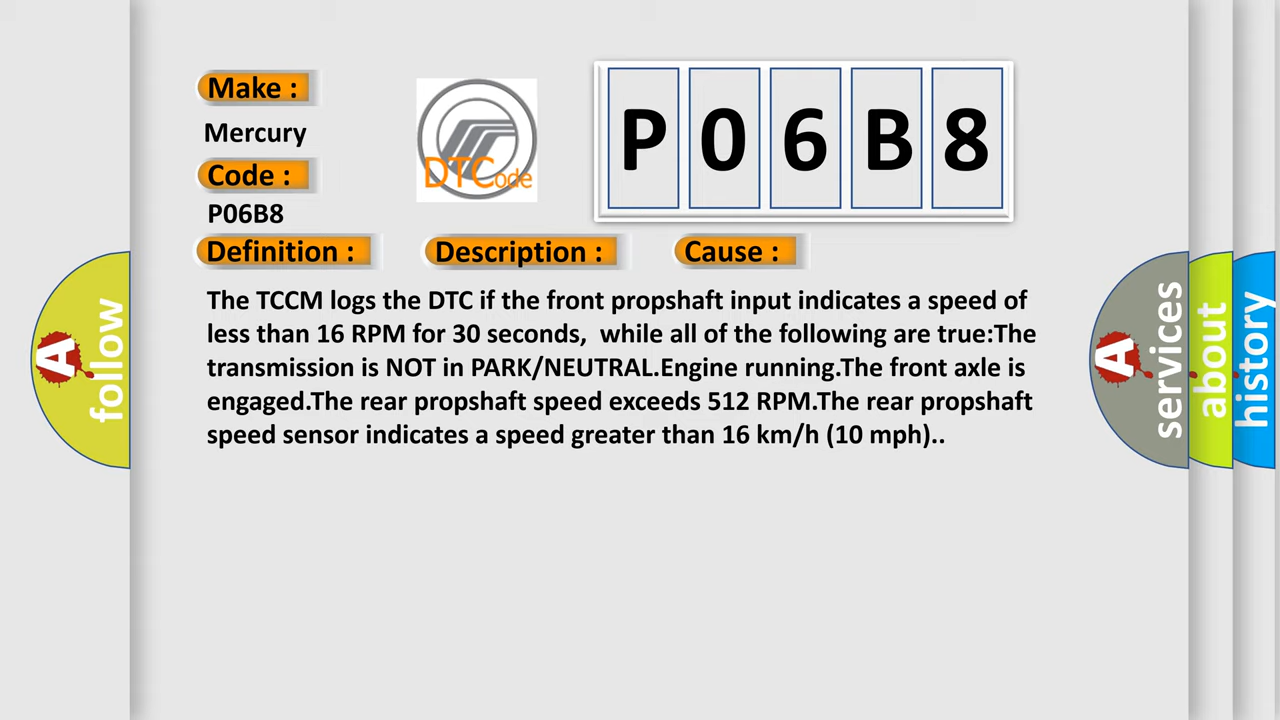 Make :
Mercury
Code :
P06B8
DTCode
P06B8
Definition :
Description :
Cause :
The TCCM logs the DTC if the front propshaft input indicates a speed of
less than 16 RPM for 30 seconds,  while all of the following are true:The
transmission is NOT in PARK/NEUTRAL.Engine running.The front axle is
engaged.The rear propshaft speed exceeds 512 RPM.The rear propshaft
speed sensor indicates a speed greater than 16 km/h (10 mph)..
A
follow
A
services
about
history